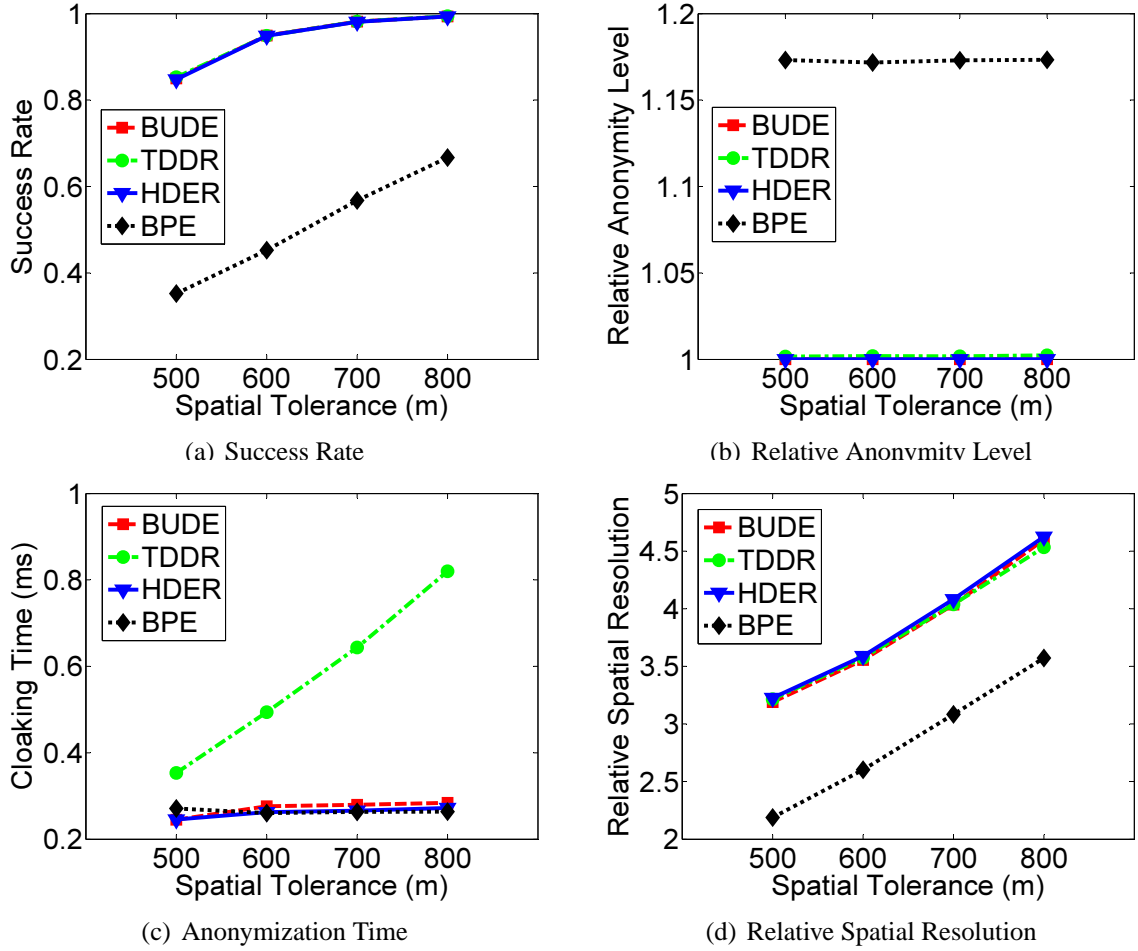 1
0.8
0.6
0.4
0.2
Success Rate
BUDE
TDDR
HDER
BPE
500 600 700 800
Spatial Tolerance (m)
(a) Success Rate
1.2
1.15
1.1
1.05
1
Relative Anonymity Level
BUDE
TDDR
HDER
BPE
500 600 700 800
Spatial Tolerance (m)
(b) Relative Anonymity Level
1
0.8
0.6
0.4
0.2
Cloaking Time (ms)
BUDE
TDDR
HDER
BPE
500 600 700 800
Spatial Tolerance (m)
(c) Anonymization Time
5
4.5
4
3.5
3
2.5
2
Relative Spatial Resolution
BUDE
TDDR
HDER
BPE
500 600 700 800
Spatial Tolerance (m)
(d) Relative Spatial Resolution